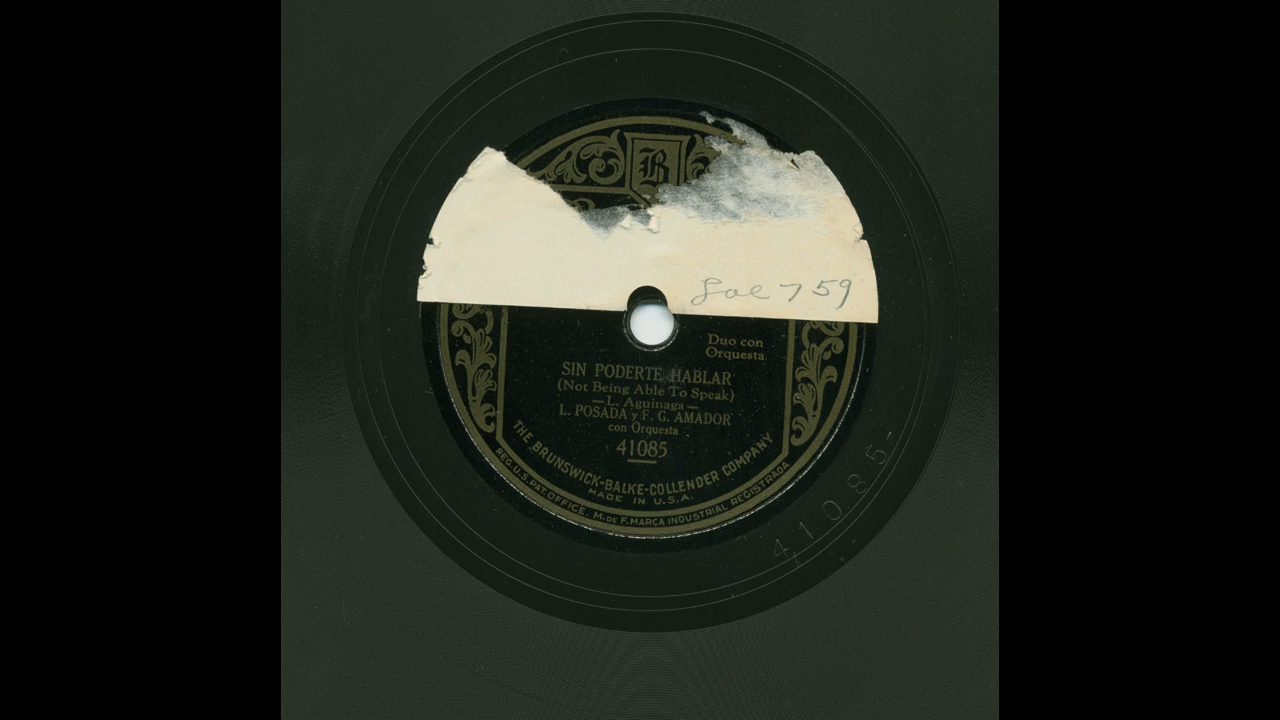 B
759
Duo con
Orquesta
SIN PODERTE HABLAR
(Not Being Able To Speak)
—L. Aguinaga—
L. POSADA y F. G. AMADOR
con Orquesta
41085
THE BRUNSWICK-BALKE-COLLENDER COMPANY
MADE IN U.S.A.
REG. U.S. PAT. OFFICE. M. DE F. MARCA INDUSTRIAL REGISTRADA
41085-